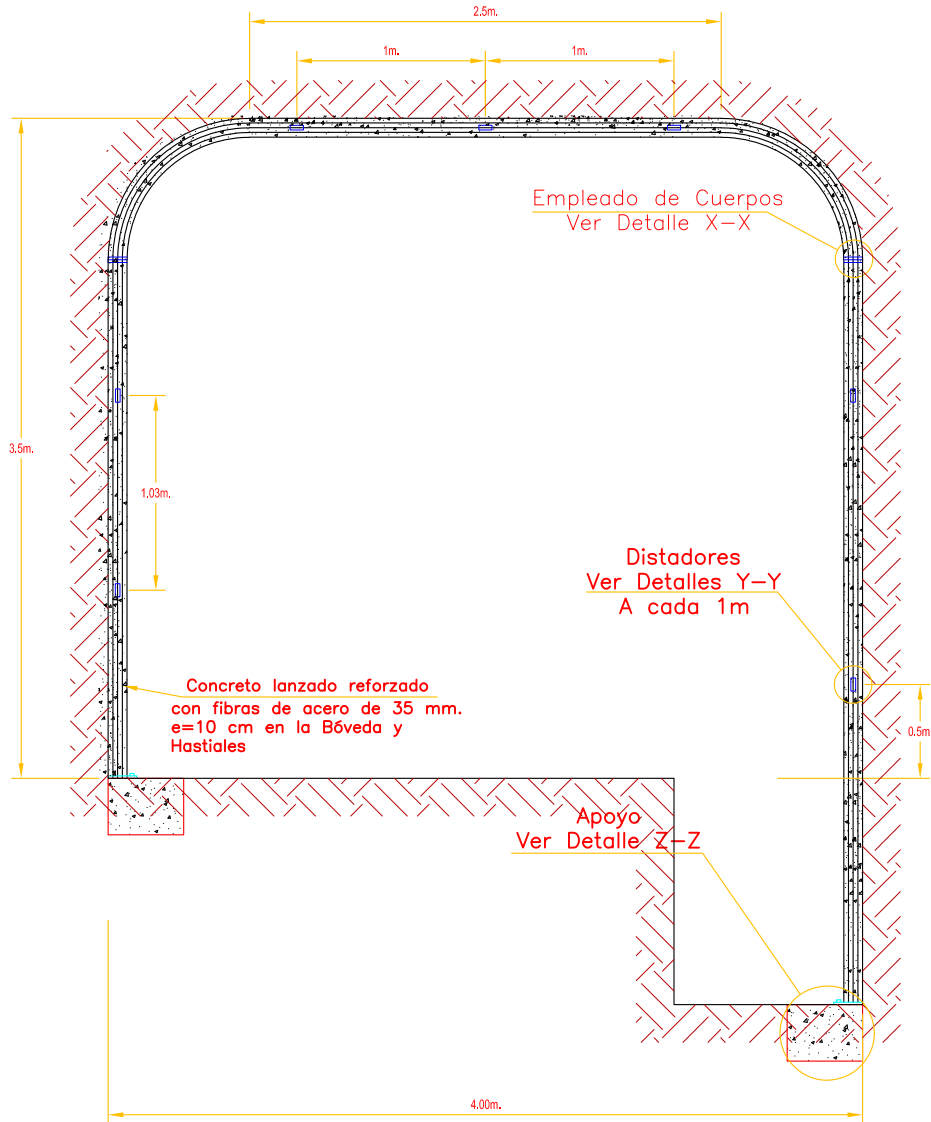 2.5m.
1m.
1m.
Empleado de Cuerpos
Ver Detalle X-X
3.5m.
1.03m.
Distadores
Ver Detalles Y-Y
A cada 1m
Concreto lanzado reforzado
con fibras de acero de 35 mm.
e=10 cm en la Bóveda y
Hastiales
0.5m
Apoyo
Ver Detalle Z-Z
4.00m.